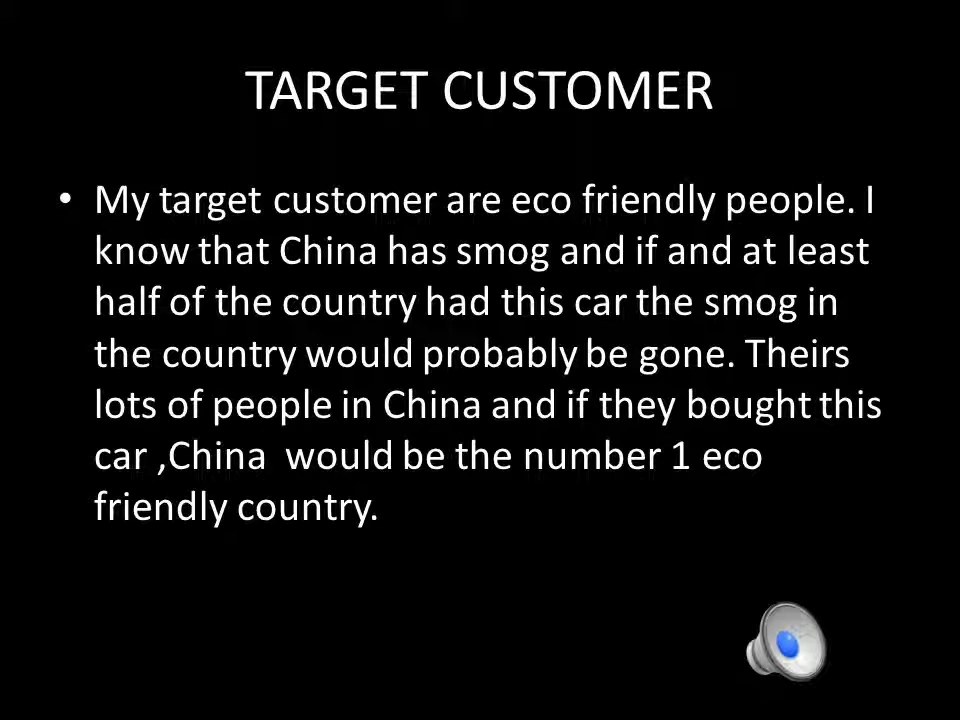 TARGET CUSTOMER
• My target customer are eco friendly people. I
know that China has smog and if and at least
half of the country had this car the smog in
the country would probably be gone. Theirs
lots of people in China and if they bought this
car ,China  would be the number 1 eco
friendly country.